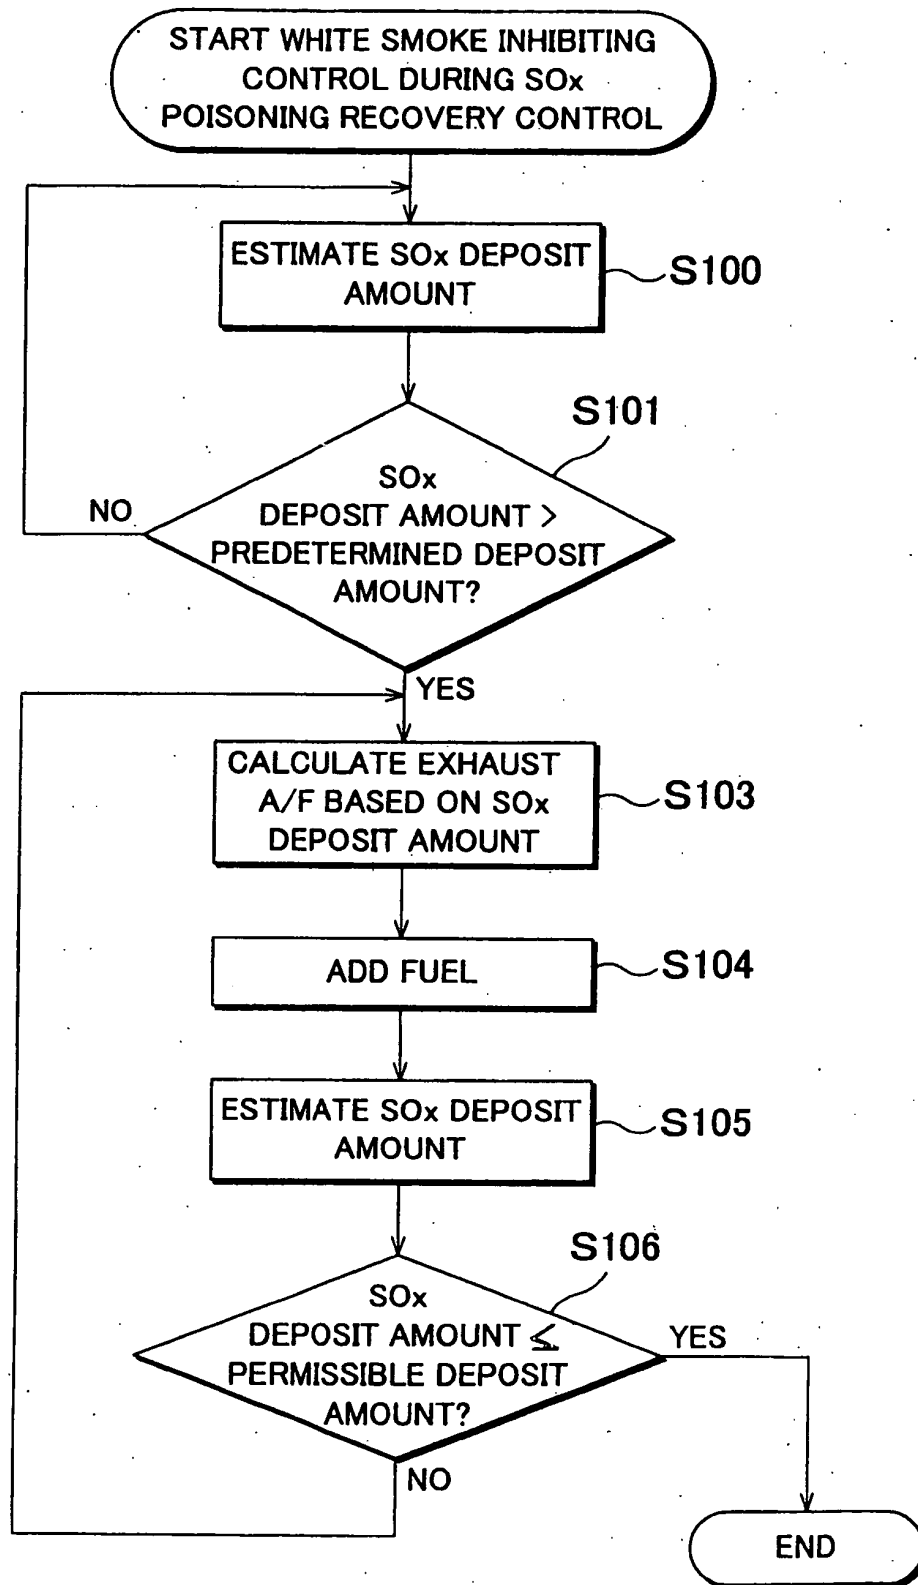 START WHITE SMOKE INHIBITING
CONTROL DURING SOx
POISONING RECOVERY CONTROL
ESTIMATE SOx DEPOSIT
AMOUNT
S100
S101
SOx
DEPOSIT AMOUNT >
PREDETERMINED DEPOSIT
AMOUNT?
NO
YES
CALCULATE EXHAUST
A/F BASED ON SOx
DEPOSIT AMOUNT
S103
ADD FUEL
S104
ESTIMATE SOx DEPOSIT
AMOUNT
S105
S106
SOx
DEPOSIT AMOUNT ≦
PERMISSIBLE DEPOSIT
AMOUNT?
YES
NO
END